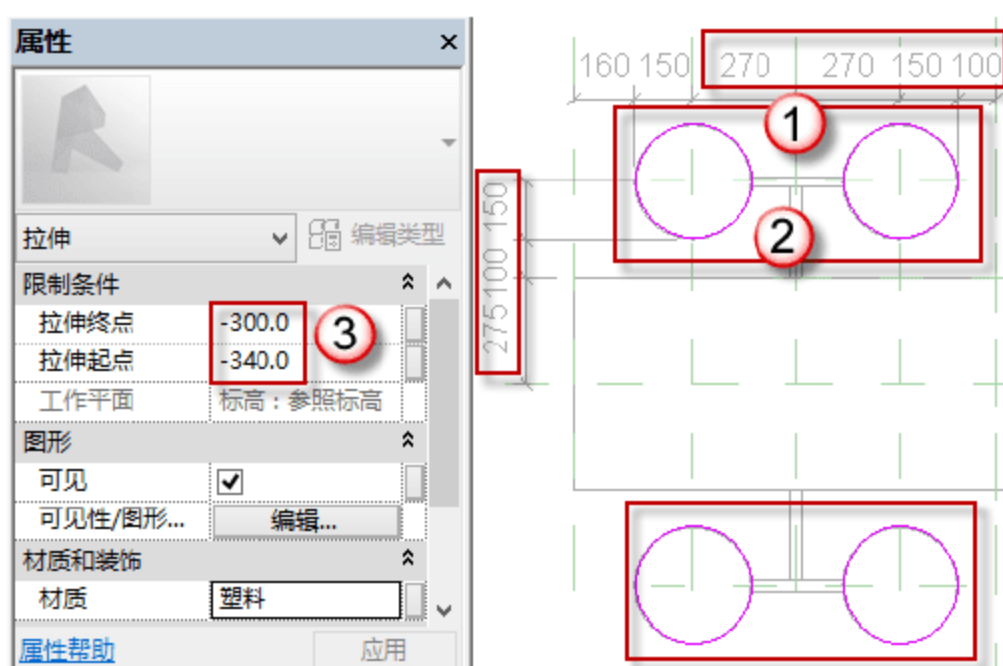 属性 ×
拉伸 编辑类型
限制条件
拉伸终点 -300.0
拉伸起点 -340.0
3
工作平面 标高：参照标高
图形
可见
可见性/图形... 编辑...
材质和装饰
材质 塑料
属性帮助 应用
160 150 270 270 150 100
1
2
150
100
275